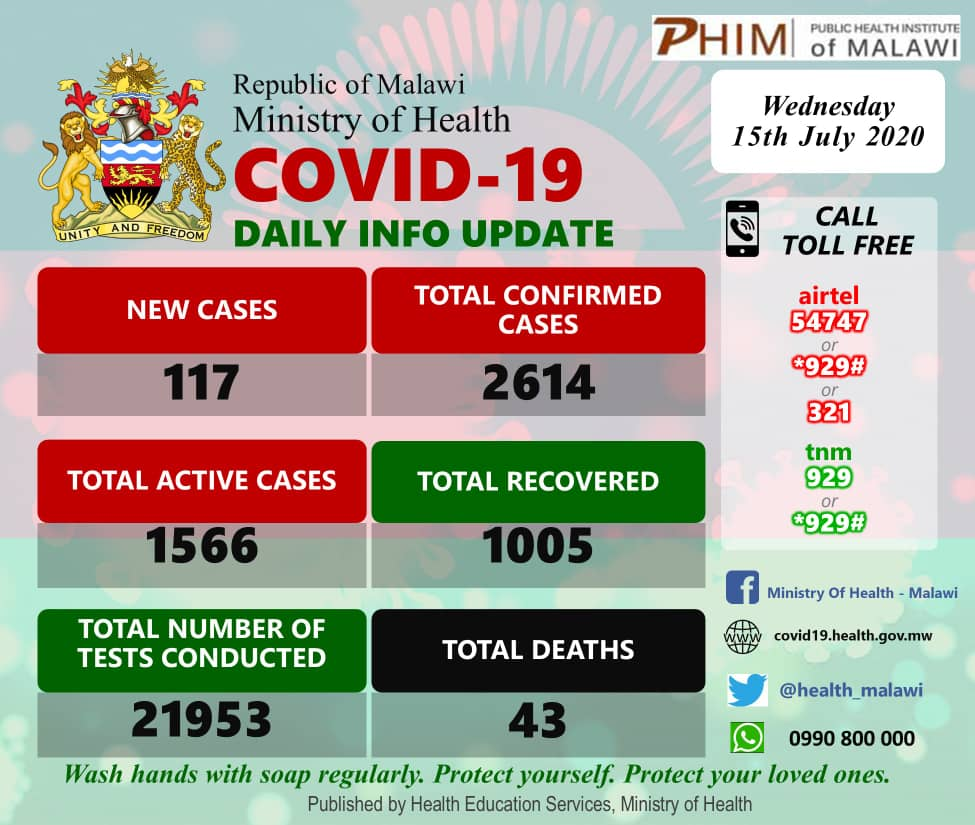 PHIM
PUBLIC HEALTH INSTITUTE
of MALAWI
Republic of Malawi
Ministry of Health
COVID-19
DAILY INFO UPDATE
UNITY AND FREEDOM
Wednesday
15th July 2020
CALL
TOLL FREE
airtel
54747
or
*929#
or
321
tnm
929
or
*929#
NEW CASES
117
TOTAL CONFIRMED
CASES
2614
TOTAL ACTIVE CASES
1566
TOTAL RECOVERED
1005
TOTAL NUMBER OF
TESTS CONDUCTED
21953
TOTAL DEATHS
43
Ministry Of Health - Malawi
WWW
covid19.health.gov.mw
@health_malawi
0990 800 000
Wash hands with soap regularly. Protect yourself. Protect your loved ones.
Published by Health Education Services, Ministry of Health